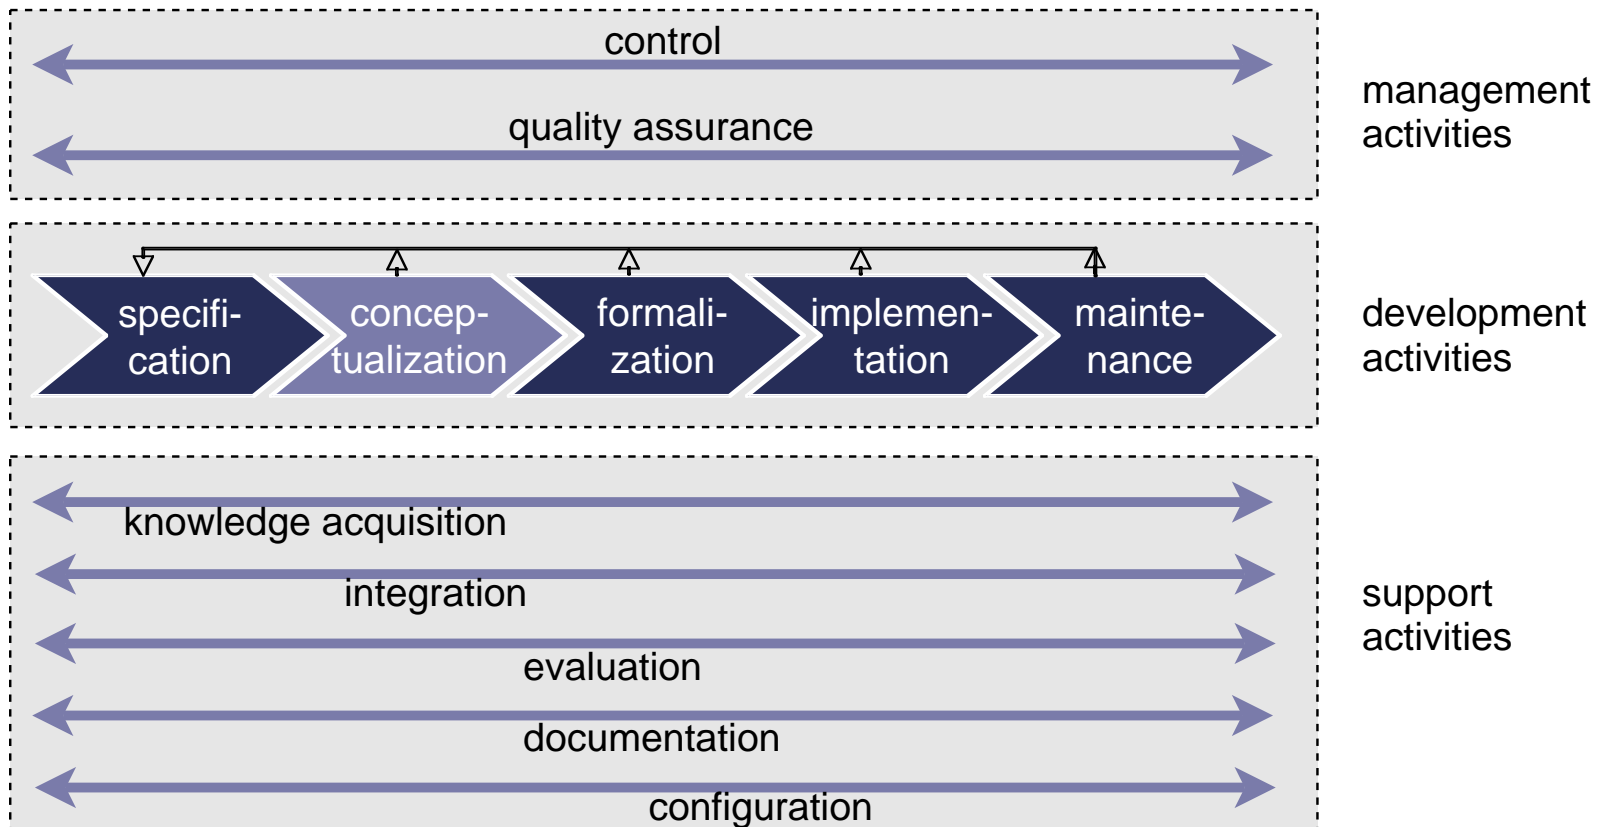 control
quality assurance
management
activities
specifi-
cation
concep-
tualization
formali-
zation
implemen-
tation
mainte-
nance
development
activities
knowledge acquisition
integration
evaluation
documentation
configuration
support
activities